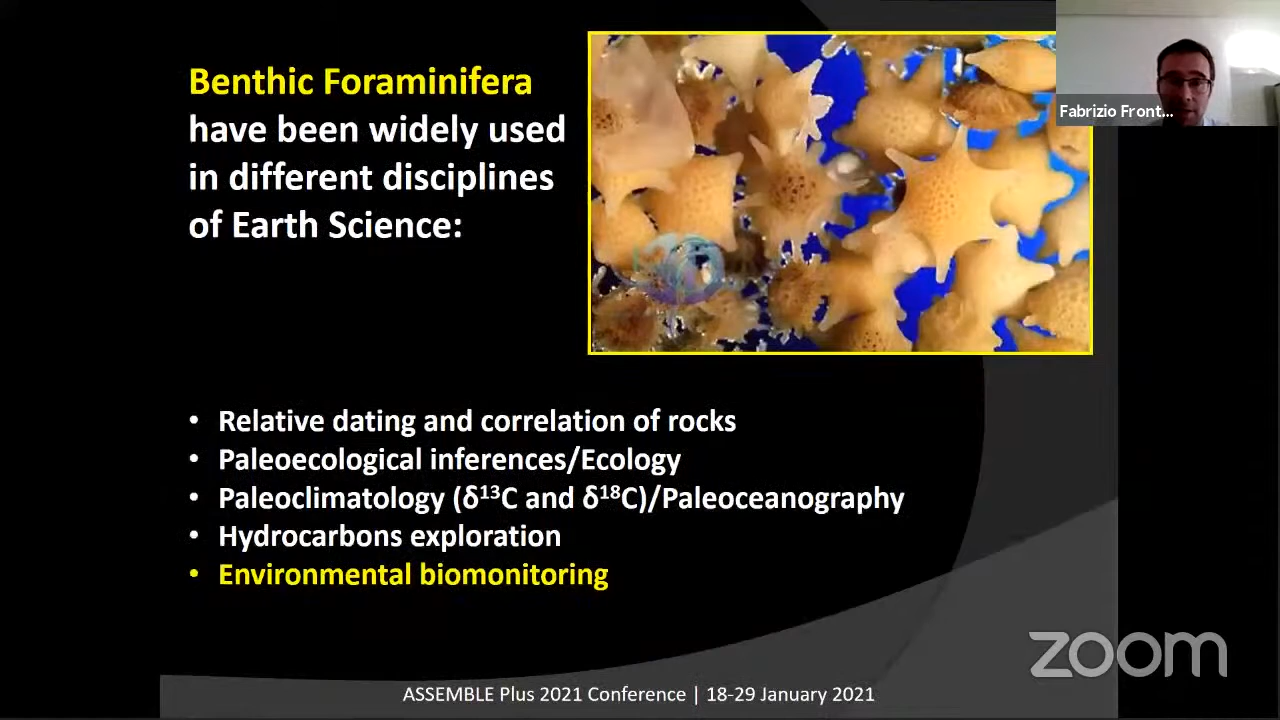 Benthic Foraminifera
have been widely used
in different disciplines
of Earth Science:
Fabrizio Front...
• Relative dating and correlation of rocks
• Paleoecological inferences/Ecology
• Paleoclimatology (δ¹³C and δ¹⁸C)/Paleoceanography
• Hydrocarbons exploration
• Environmental biomonitoring
zoom
ASSEMBLE Plus 2021 Conference | 18-29 January 2021